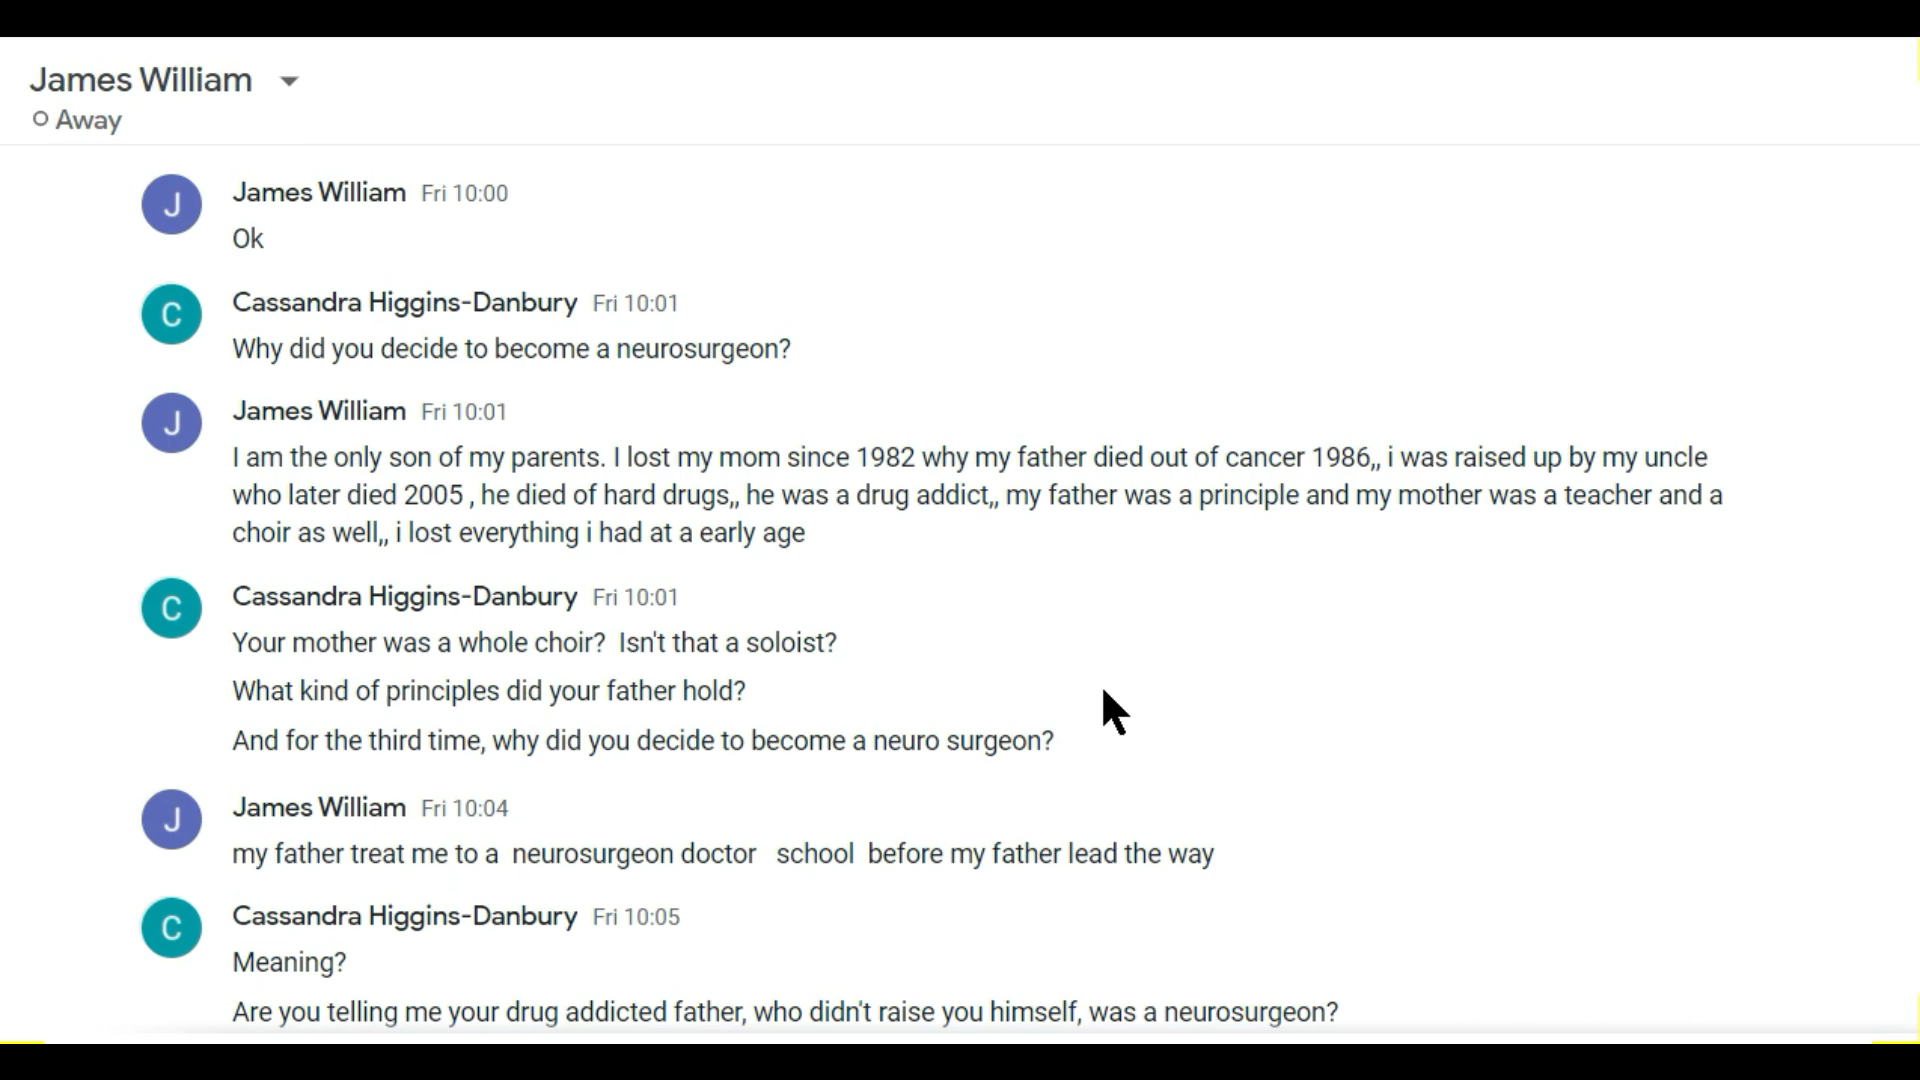 James William
Away
J
James William Fri 10:00
Ok
C
Cassandra Higgins-Danbury Fri 10:01
Why did you decide to become a neurosurgeon?
J
James William Fri 10:01
I am the only son of my parents. I lost my mom since 1982 why my father died out of cancer 1986,, i was raised up by my uncle
who later died 2005 , he died of hard drugs,, he was a drug addict,, my father was a principle and my mother was a teacher and a
choir as well,, i lost everything i had at a early age
C
Cassandra Higgins-Danbury Fri 10:01
Your mother was a whole choir?  Isn't that a soloist?
What kind of principles did your father hold?
And for the third time, why did you decide to become a neuro surgeon?
J
James William Fri 10:04
my father treat me to a  neurosurgeon doctor   school  before my father lead the way
C
Cassandra Higgins-Danbury Fri 10:05
Meaning?
Are you telling me your drug addicted father, who didn't raise you himself, was a neurosurgeon?